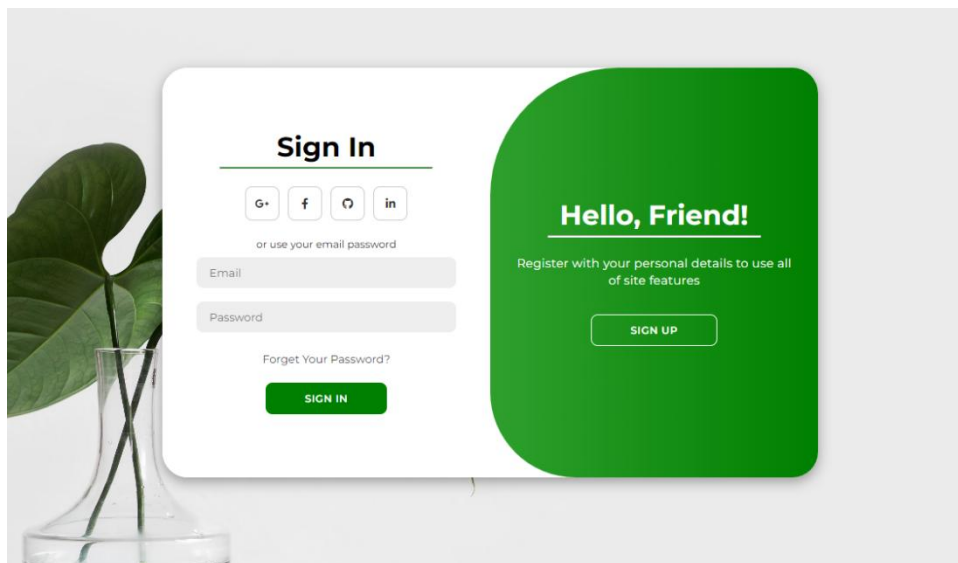 Sign In
G+ f in
or use your email password
Email
Password
Forget Your Password?
SIGN IN
Hello, Friend!
Register with your personal details to use all
of site features
SIGN UP